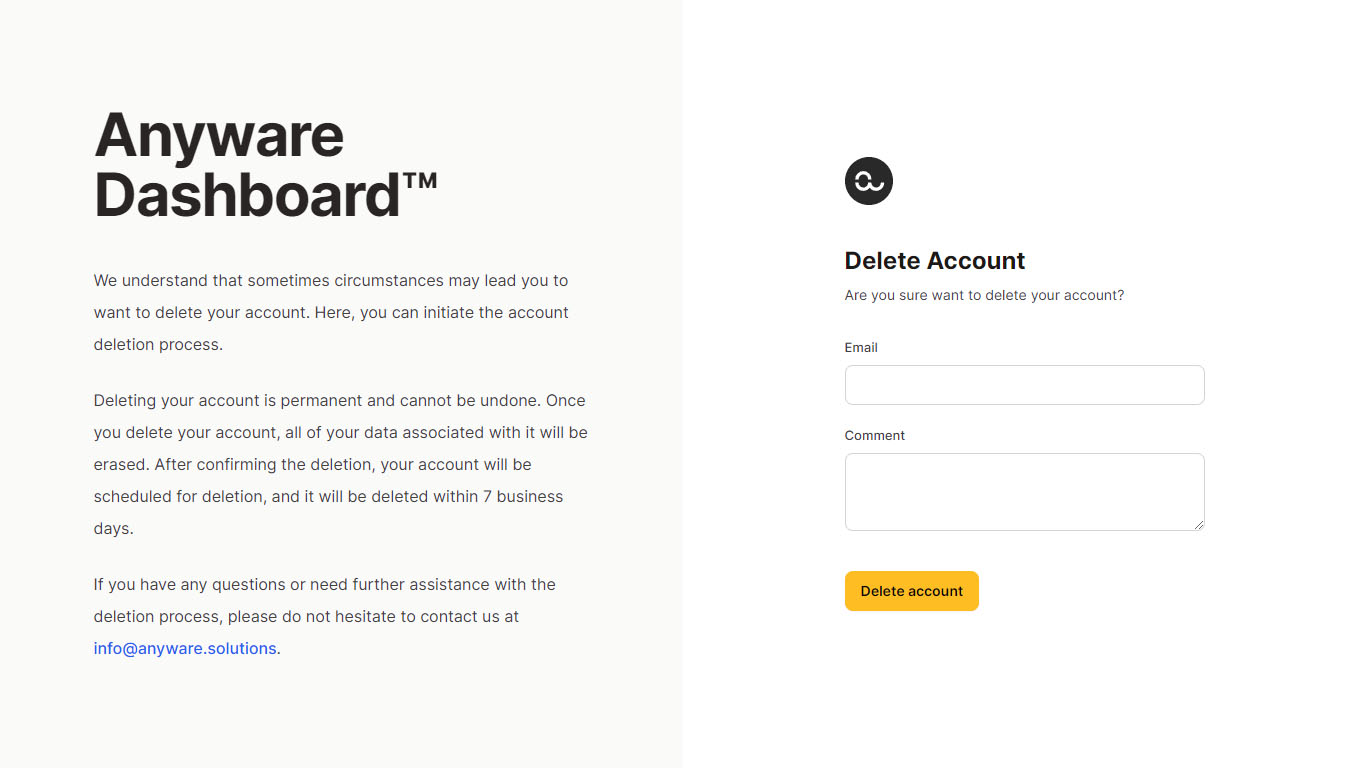 Anyware
Dashboard™
We understand that sometimes circumstances may lead you to
want to delete your account. Here, you can initiate the account
deletion process.
Deleting your account is permanent and cannot be undone. Once
you delete your account, all of your data associated with it will be
erased. After confirming the deletion, your account will be
scheduled for deletion, and it will be deleted within 7 business
days.
If you have any questions or need further assistance with the
deletion process, please do not hesitate to contact us at
info@anyware.solutions.
Delete Account
Are you sure want to delete your account?
Email
Comment
Delete account